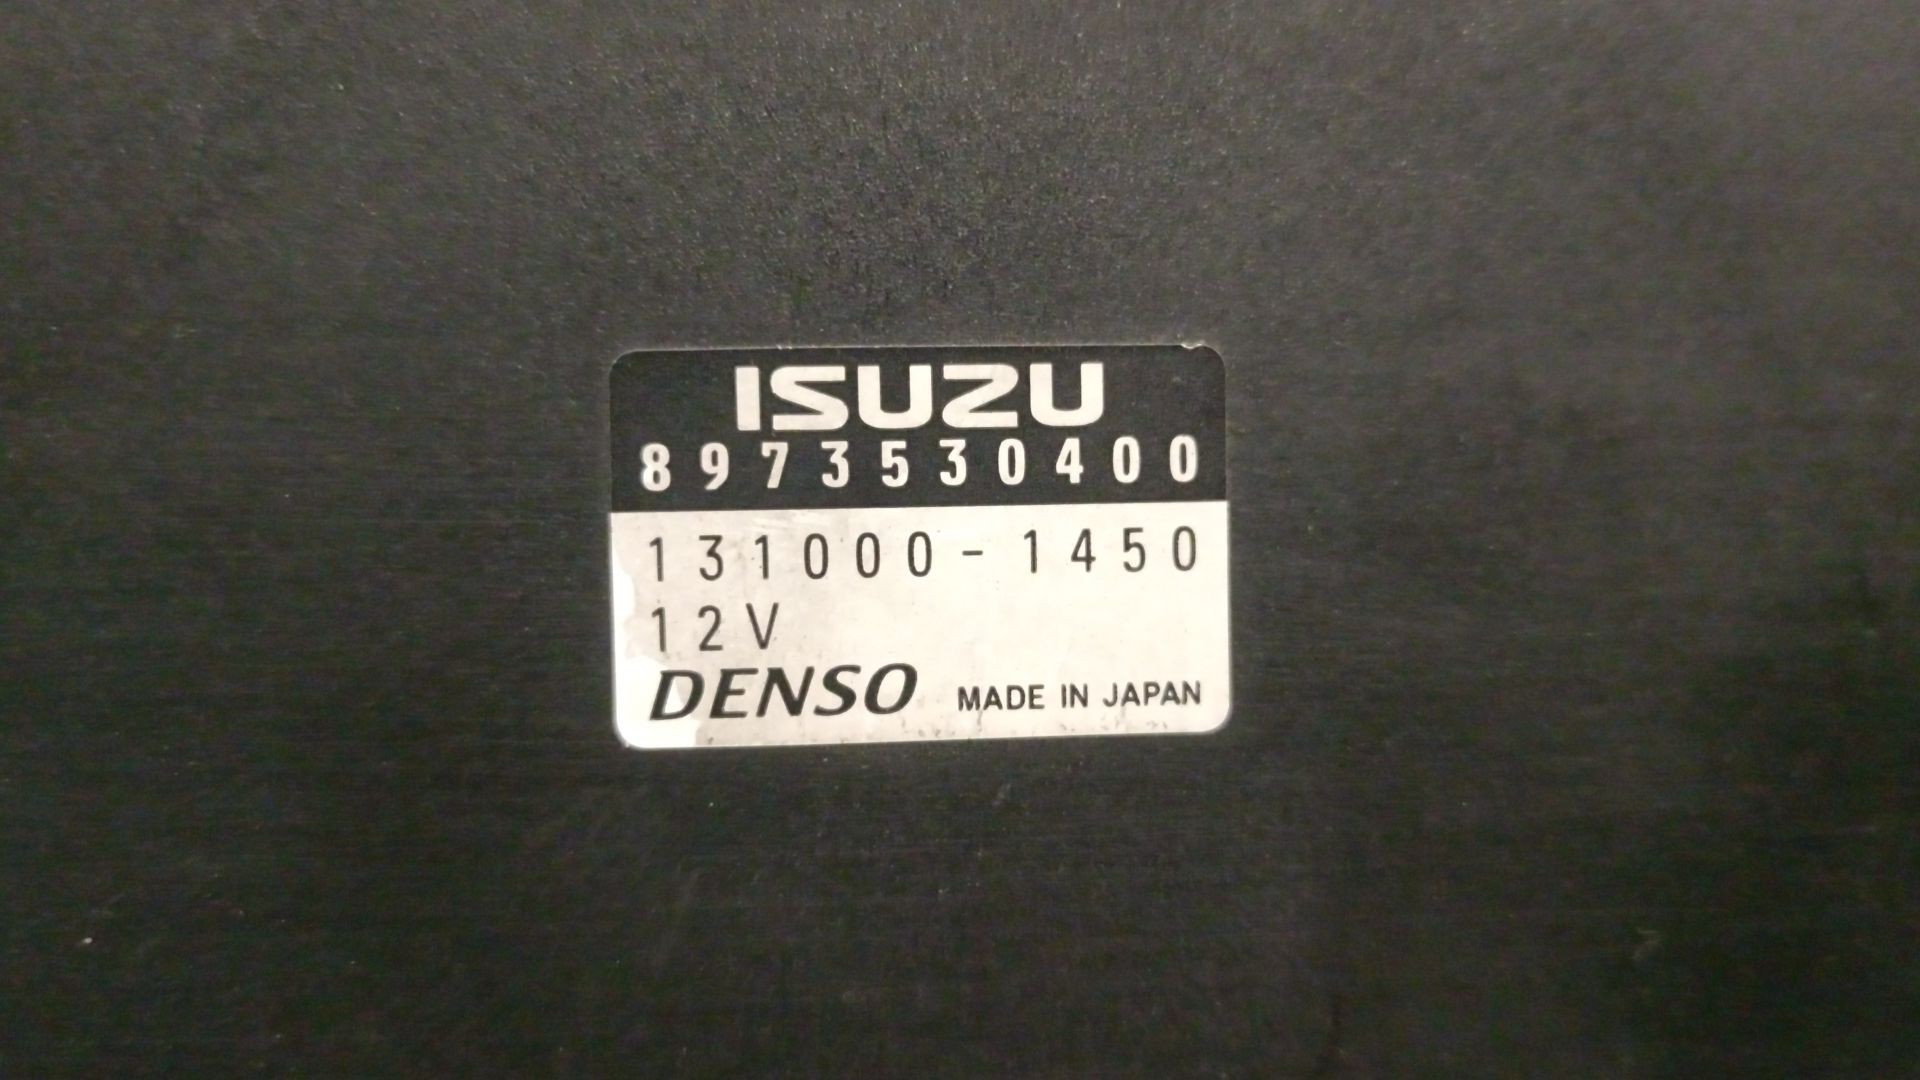 ISUZU
8973530400
131000-1450
12V
DENSO MADE IN JAPAN